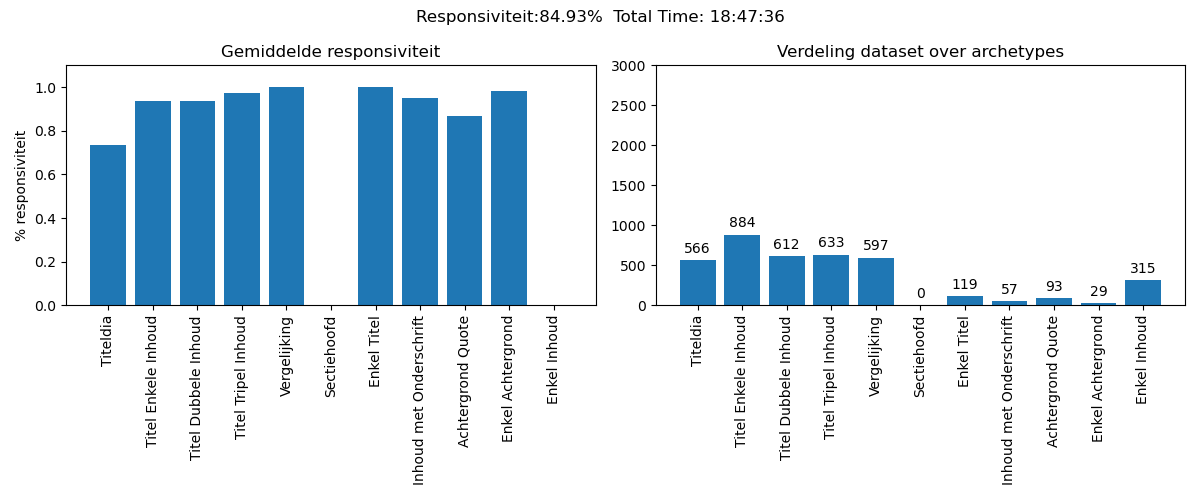 Responsiviteit:84.93%  Total Time: 18:47:36
Gemiddelde responsiviteit
% responsiviteit
1.0
0.8
0.6
0.4
0.2
0.0
Titeldia
Titel Enkele Inhoud
Titel Dubbele Inhoud
Titel Tripel Inhoud
Vergelijking
Sectiehoofd
Enkel Titel
Inhoud met Onderschrift
Achtergrond Quote
Enkel Achtergrond
Enkel Inhoud
Verdeling dataset over archetypes
3000
2500
2000
1500
1000
500
0
566
884
612
633
597
0
119
57
93
29
315
Titeldia
Titel Enkele Inhoud
Titel Dubbele Inhoud
Titel Tripel Inhoud
Vergelijking
Sectiehoofd
Enkel Titel
Inhoud met Onderschrift
Achtergrond Quote
Enkel Achtergrond
Enkel Inhoud